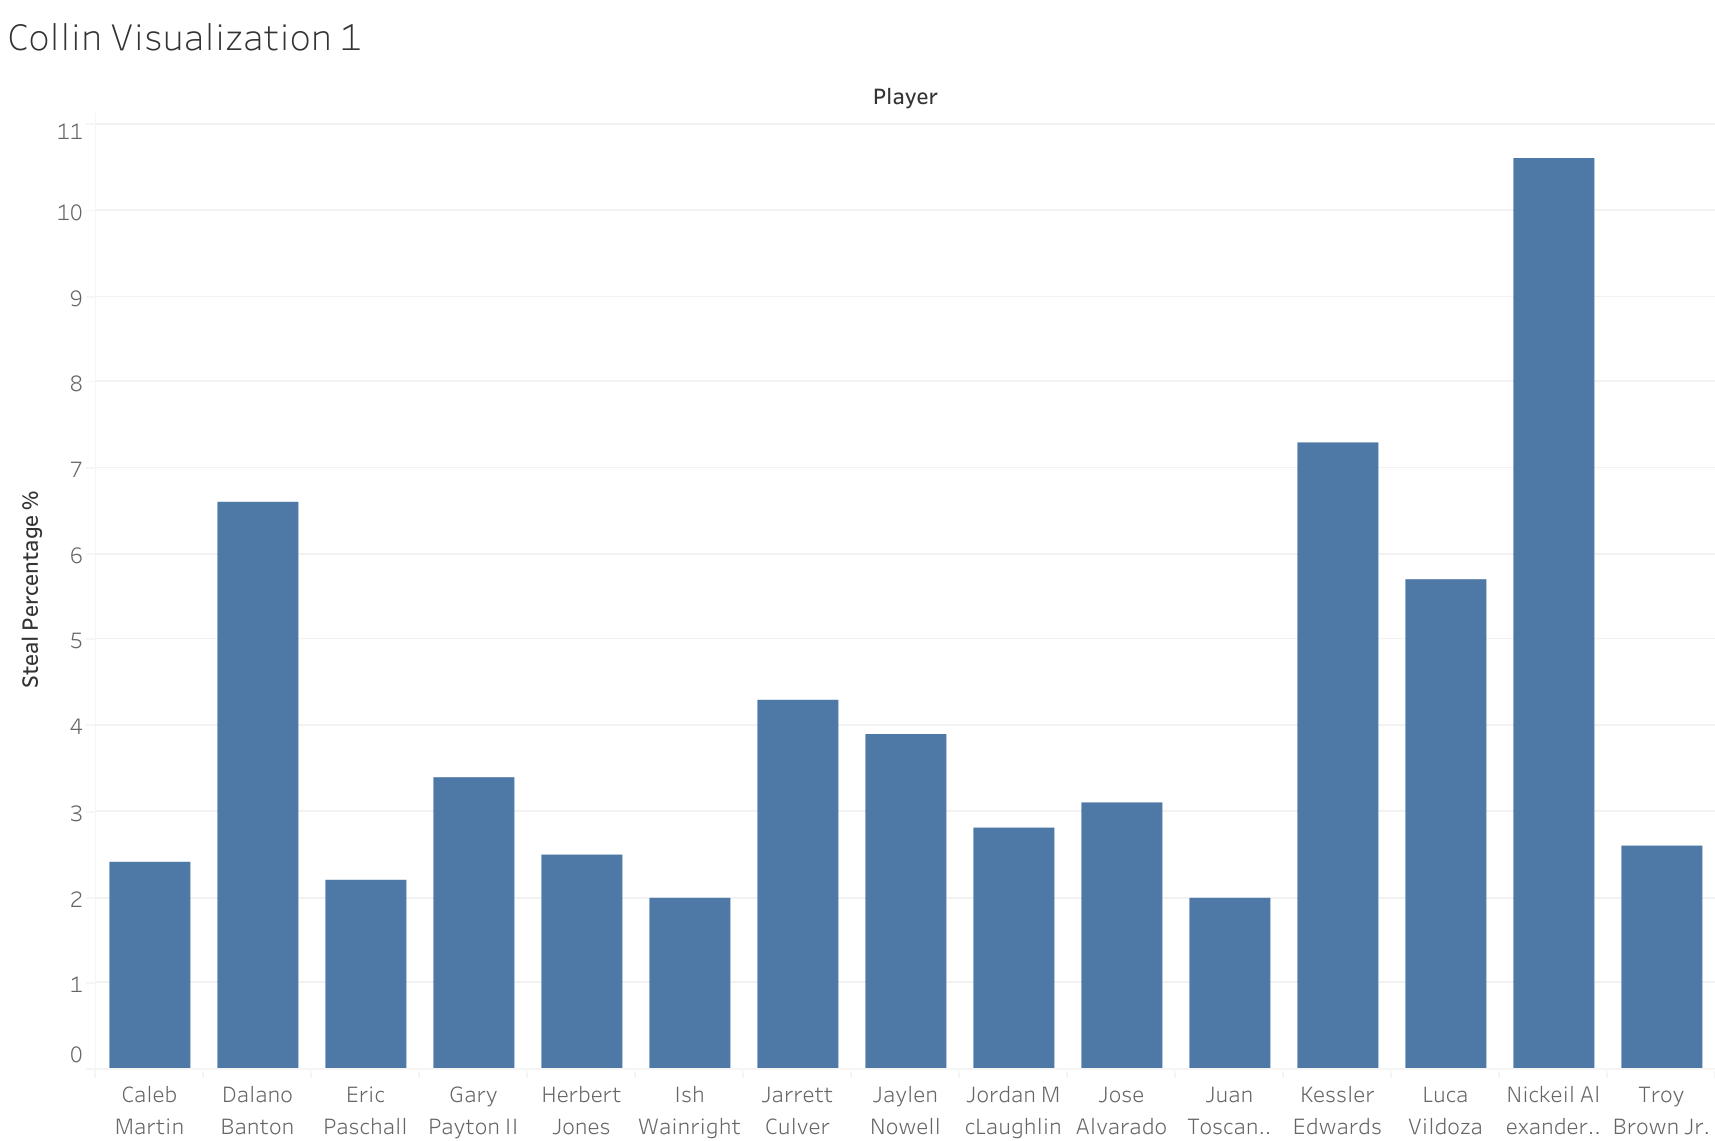 Collin Visualization 1
Player
11
10
9
8
7
6
5
4
3
2
1
0
Steal Percentage %
Caleb
Martin
Dalano
Banton
Eric
Paschall
Gary
Payton II
Herbert
Jones
Ish
Wainright
Jarrett
Culver
Jaylen
Nowell
Jordan M
cLaughlin
Jose
Alvarado
Juan
Toscan..
Kessler
Edwards
Luca
Vildoza
Nickeil Al
exander..
Troy
Brown Jr.